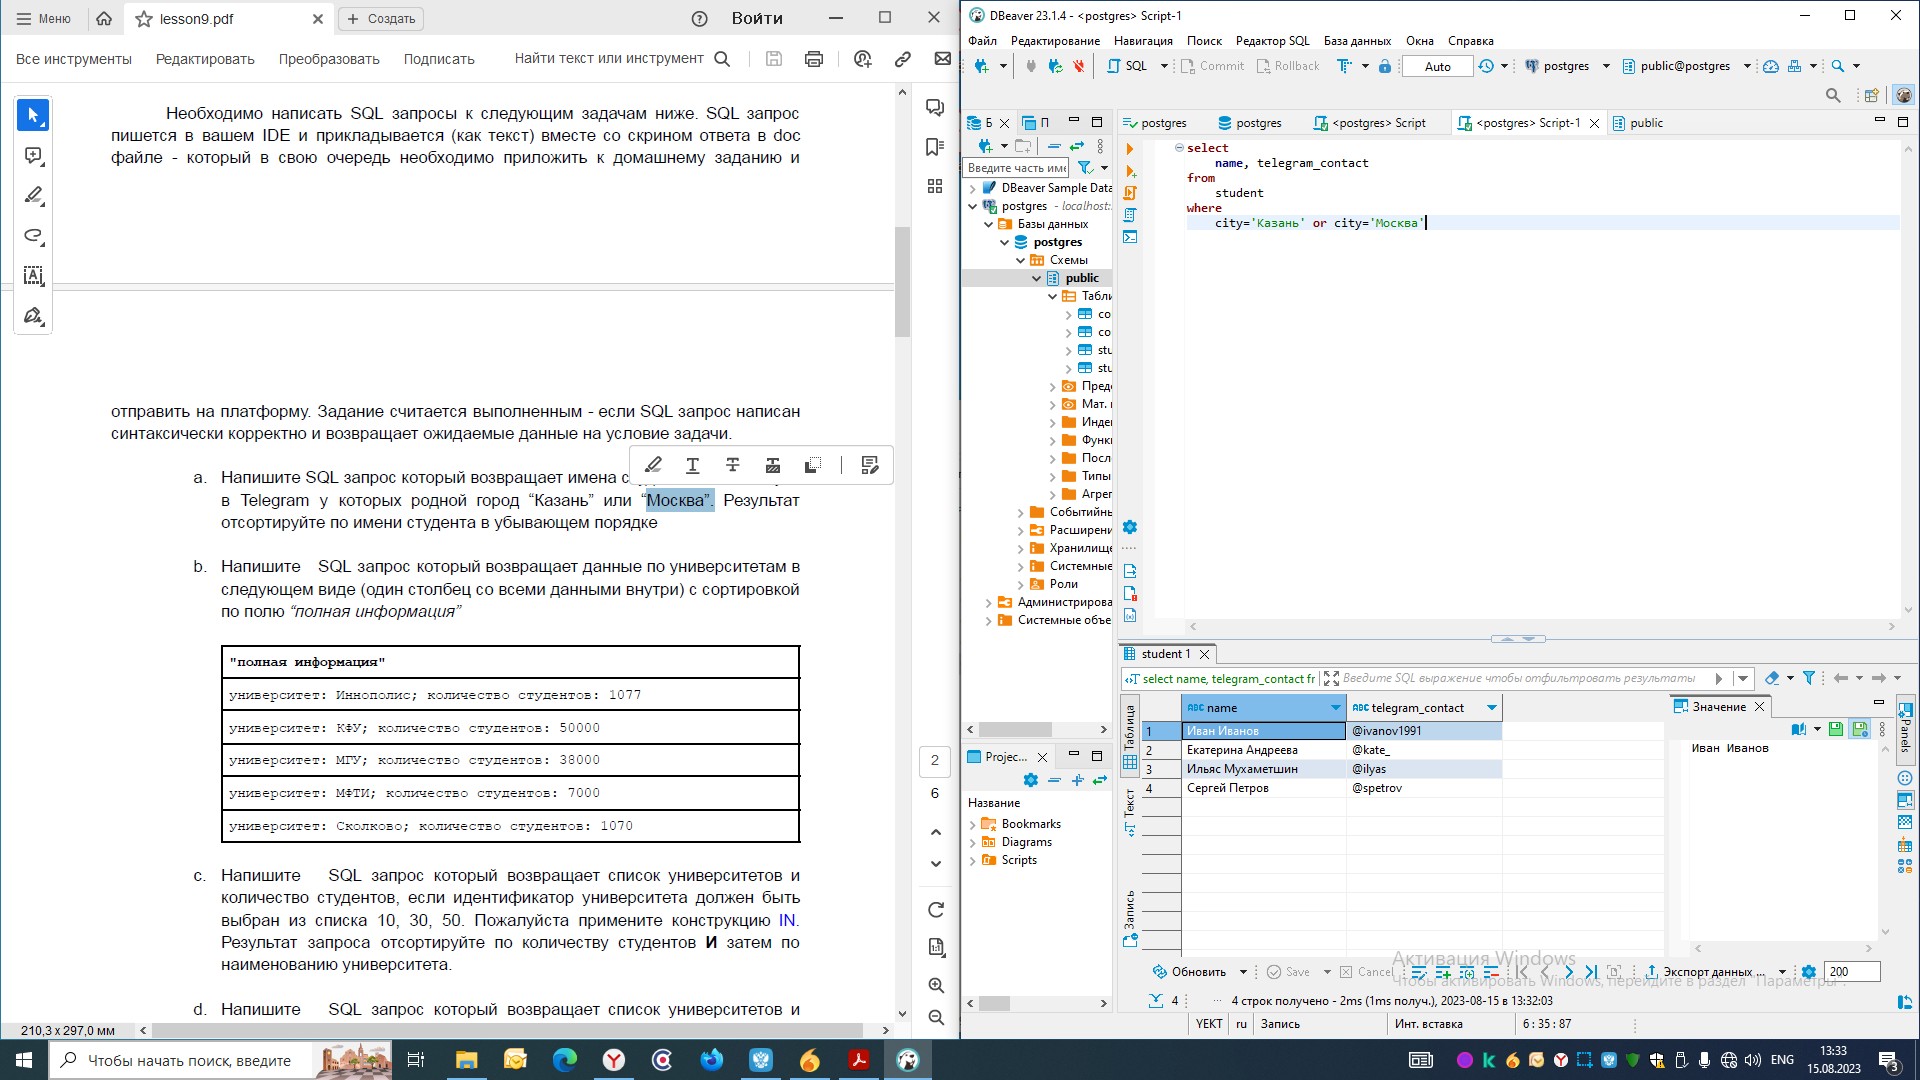 Меню
lesson9.pdf
Создать
Войти
Все инструменты
Редактировать
Преобразовать
Подписать
Найти текст или инструмент
Необходимо написать SQL запросы к следующим задачам ниже. SQL запрос
пишется в вашем IDE и прикладывается (как текст) вместе со скрином ответа в doc
файле - который в свою очередь необходимо приложить к домашнему заданию и
отправить на платформу. Задание считается выполненным - если SQL запрос написан
синтаксически корректно и возвращает ожидаемые данные на условие задачи.
a. Напишите SQL запрос который возвращает имена
в Telegram у которых родной город “Казань” или “Москва”. Результат
отсортируйте по имени студента в убывающем порядке
b. Напишите SQL запрос который возвращает данные по университетам в
следующем виде (один столбец со всеми данными внутри) с сортировкой
по полю “полная информация”
"полная информация"
университет: Иннополис; количество студентов: 1077
университет: КФУ; количество студентов: 50000
университет: МГУ; количество студентов: 38000
университет: МФТИ; количество студентов: 7000
университет: Сколково; количество студентов: 1070
c. Напишите SQL запрос который возвращает список университетов и
количество студентов, если идентификатор университета должен быть
выбран из списка 10, 30, 50. Пожалуйста примените конструкцию IN.
Результат запроса отсортируйте по количеству студентов И затем по
наименованию университета.
d. Напишите SQL запрос который возвращает список университетов и
2
6
210,3 x 297,0 мм
DBeaver 23.1.4 - <postgres> Script-1
Файл Редактирование Навигация Поиск Редактор SQL База данных Окна Справка
SQL Commit Rollback Auto postgres public@postgres
Б П
Введите часть име
DBeaver Sample Data
postgres - localhost:
Базы данных
postgres
Схемы
public
Табли
co
co
stu
stu
Пред
Мат.
Инде
Функ
Посл
Типы
Агрег
Событийн
Расширени
Хранилище
Системные
Роли
Администрирова
Системные объе
Projec...
Название
Bookmarks
Diagrams
Scripts
postgres postgres <postgres> Script <postgres> Script-1 public
select
name, telegram_contact
from
student
where
city='Казань' or city='Москва'
student 1
select name, telegram_contact fr
Введите SQL выражение чтобы отфильтровать результаты
Таблица
Текст
Запись
name telegram_contact
1 Иван Иванов @ivanov1991
2 Екатерина Андреева @kate_
3 Ильяс Мухаметшин @ilyas
4 Сергей Петров @spetrov
Значение
Иван Иванов
Panels
Активация Windows
Чтобы активировать Windows, перейдите в раздел "Параметры".
Обновить Save Cancel Экспорт данных ... 200
4 ... 4 строк получено - 2ms (1ms получ.), 2023-08-15 в 13:32:03
YEKT ru Запись Инт. вставка 6 : 35 : 87
Чтобы начать поиск, введите
ENG
13:33
15.08.2023
3